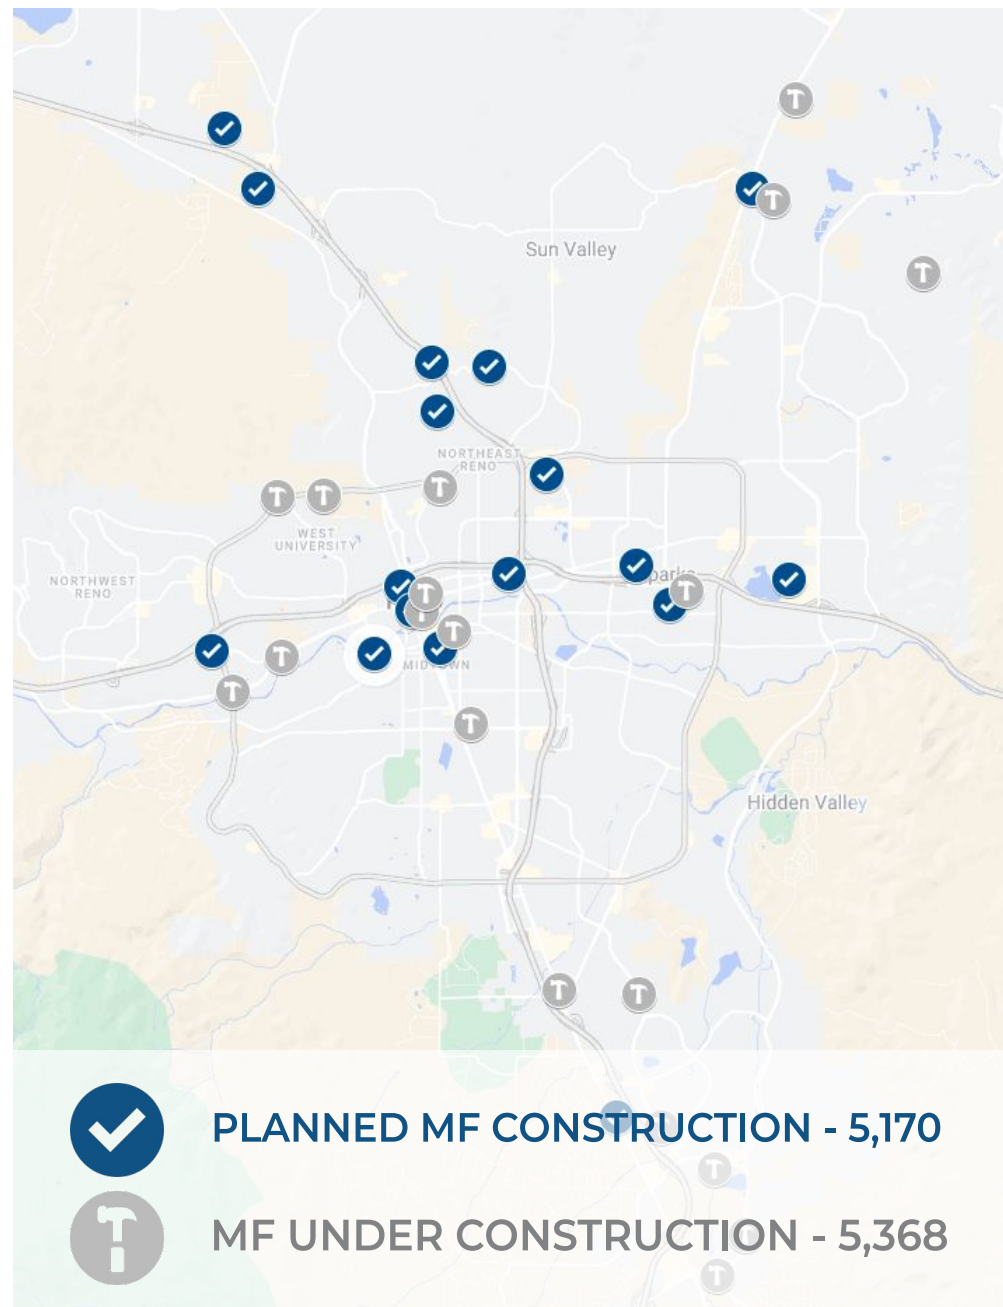 Sun Valley
NORTHEAST
RENO
WEST
UNIVERSITY
NORTHWEST
RENO
parks
MIDTOWN
Hidden Valley
PLANNED MF CONSTRUCTION - 5,170
MF UNDER CONSTRUCTION - 5,368